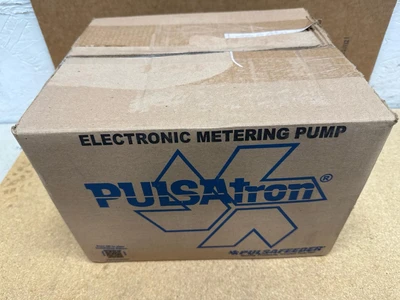 ELECTRONIC METERING PUMP
PULSAtron®
PULSAFEEDER